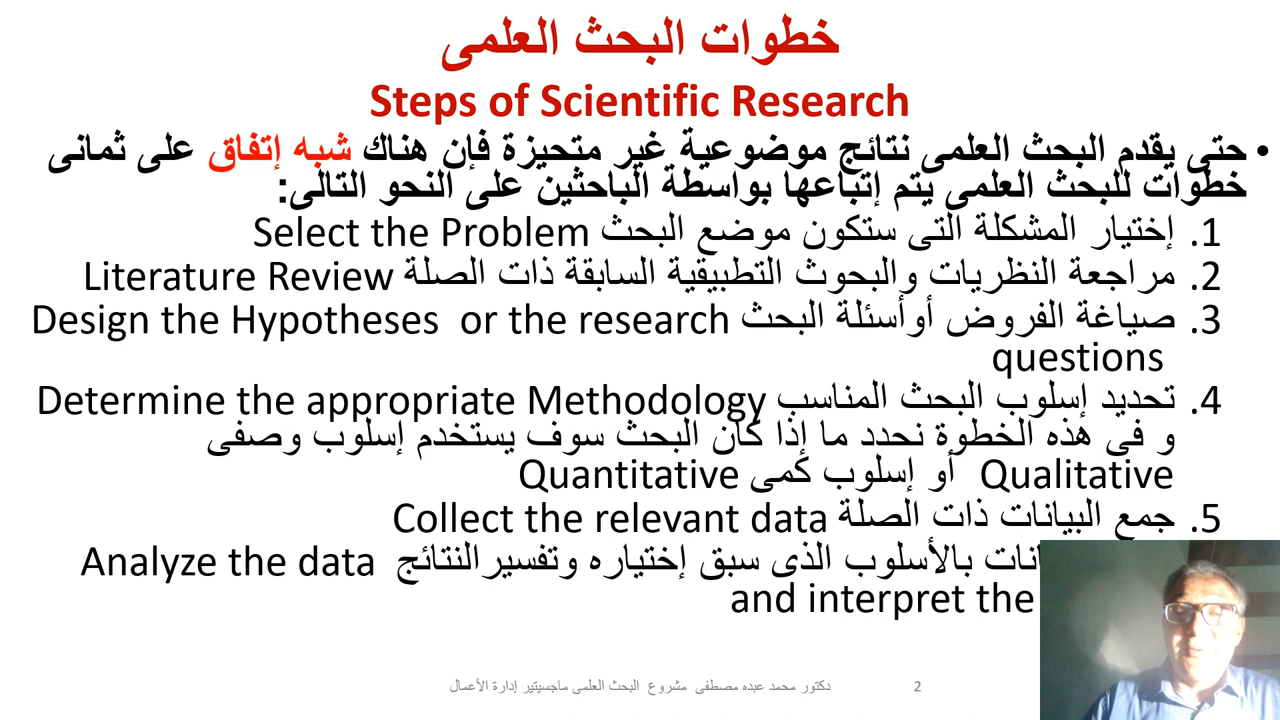 خطوات البحث العلمى
Steps of Scientific Research
• حتى يقدم البحث العلمى نتائج موضوعية غير متحيزة فإن هناك شبه إتفاق على ثمانى
خطوات للبحث العلمى يتم إتباعها بواسطة الباحثين على النحو التالى:
1. إختيار المشكلة التى ستكون موضع البحث Select the Problem
2. مراجعة النظريات والبحوث التطبيقية السابقة ذات الصلة Literature Review
3. صياغة الفروض أوأسئلة البحث Design the Hypotheses or the research
questions
4. تحديد إسلوب البحث المناسب Determine the appropriate Methodology
و فى هذه الخطوة نحدد ما إذا كان البحث سوف يستخدم إسلوب وصفى
Qualitative أو إسلوب كمى Quantitative
5. جمع البيانات ذات الصلة Collect the relevant data
بالأسلوب الذى سبق إختياره وتفسيرالنتائج Analyze the data
and interpret the
دكتور محمد عبده مصطفى مشروع البحث العلمى ماجسيتير إدارة الأعمال 2